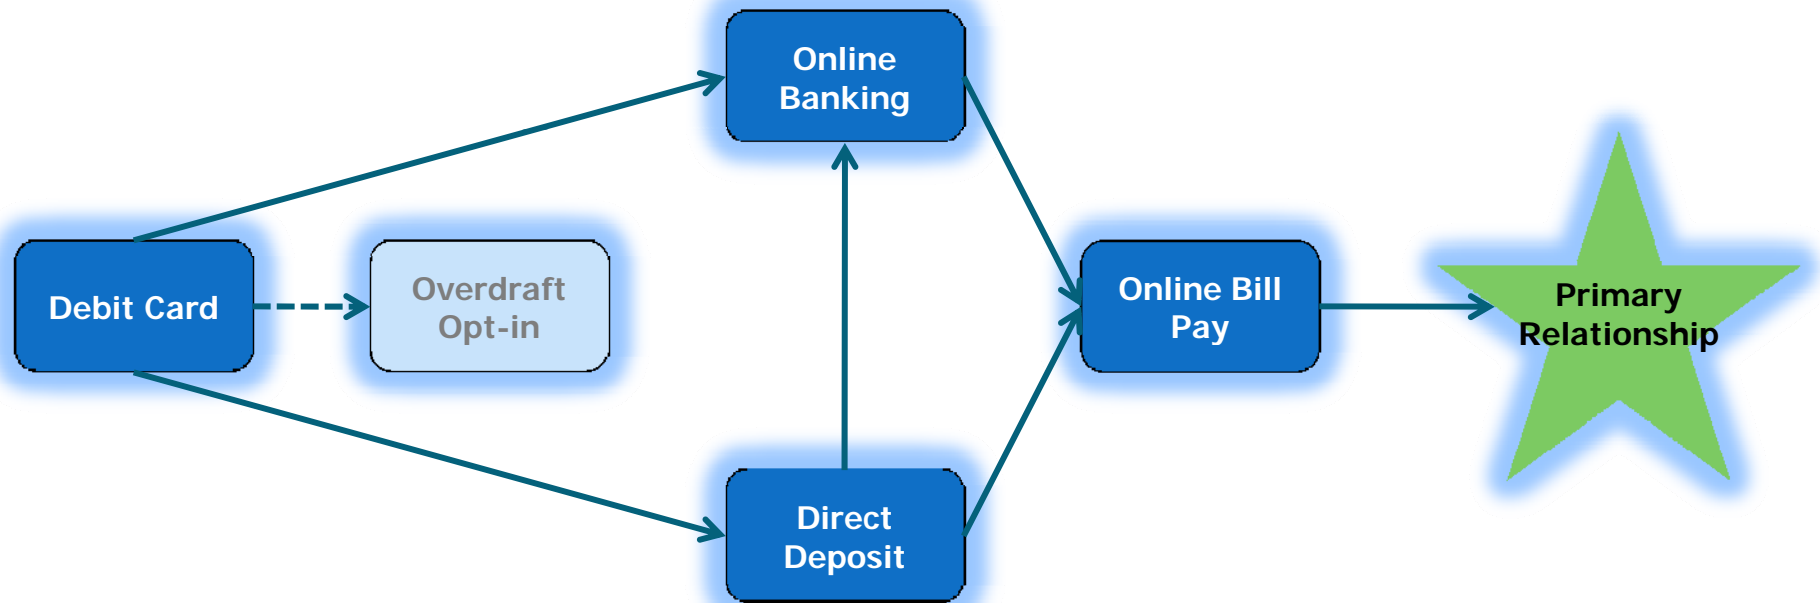 Online
Banking
Debit Card
Overdraft
Opt-in
Online Bill
Pay
Primary
Relationship
Direct
Deposit